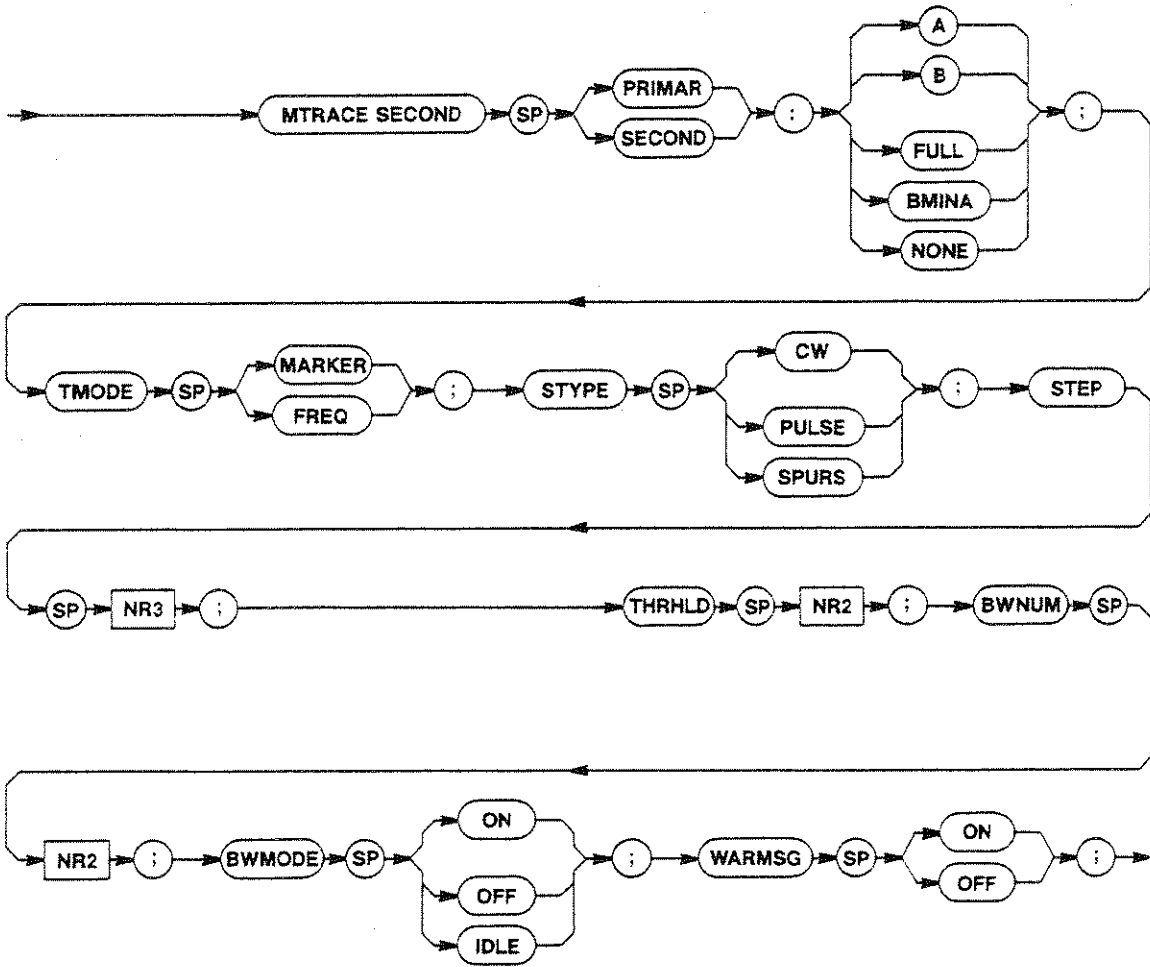 A
B
MTRACE SECOND SP PRIMAR : ;
SECOND
FULL
BMINA
NONE
TMODE SP MARKER ; STYPE SP CW ; STEP
FREQ PULSE
SPURS
SP NR3 ; THRHLD SP NR2 ; BWNUM SP
NR2 ; BWMODE SP ON ; WARMSG SP ON ;
OFF OFF
IDLE